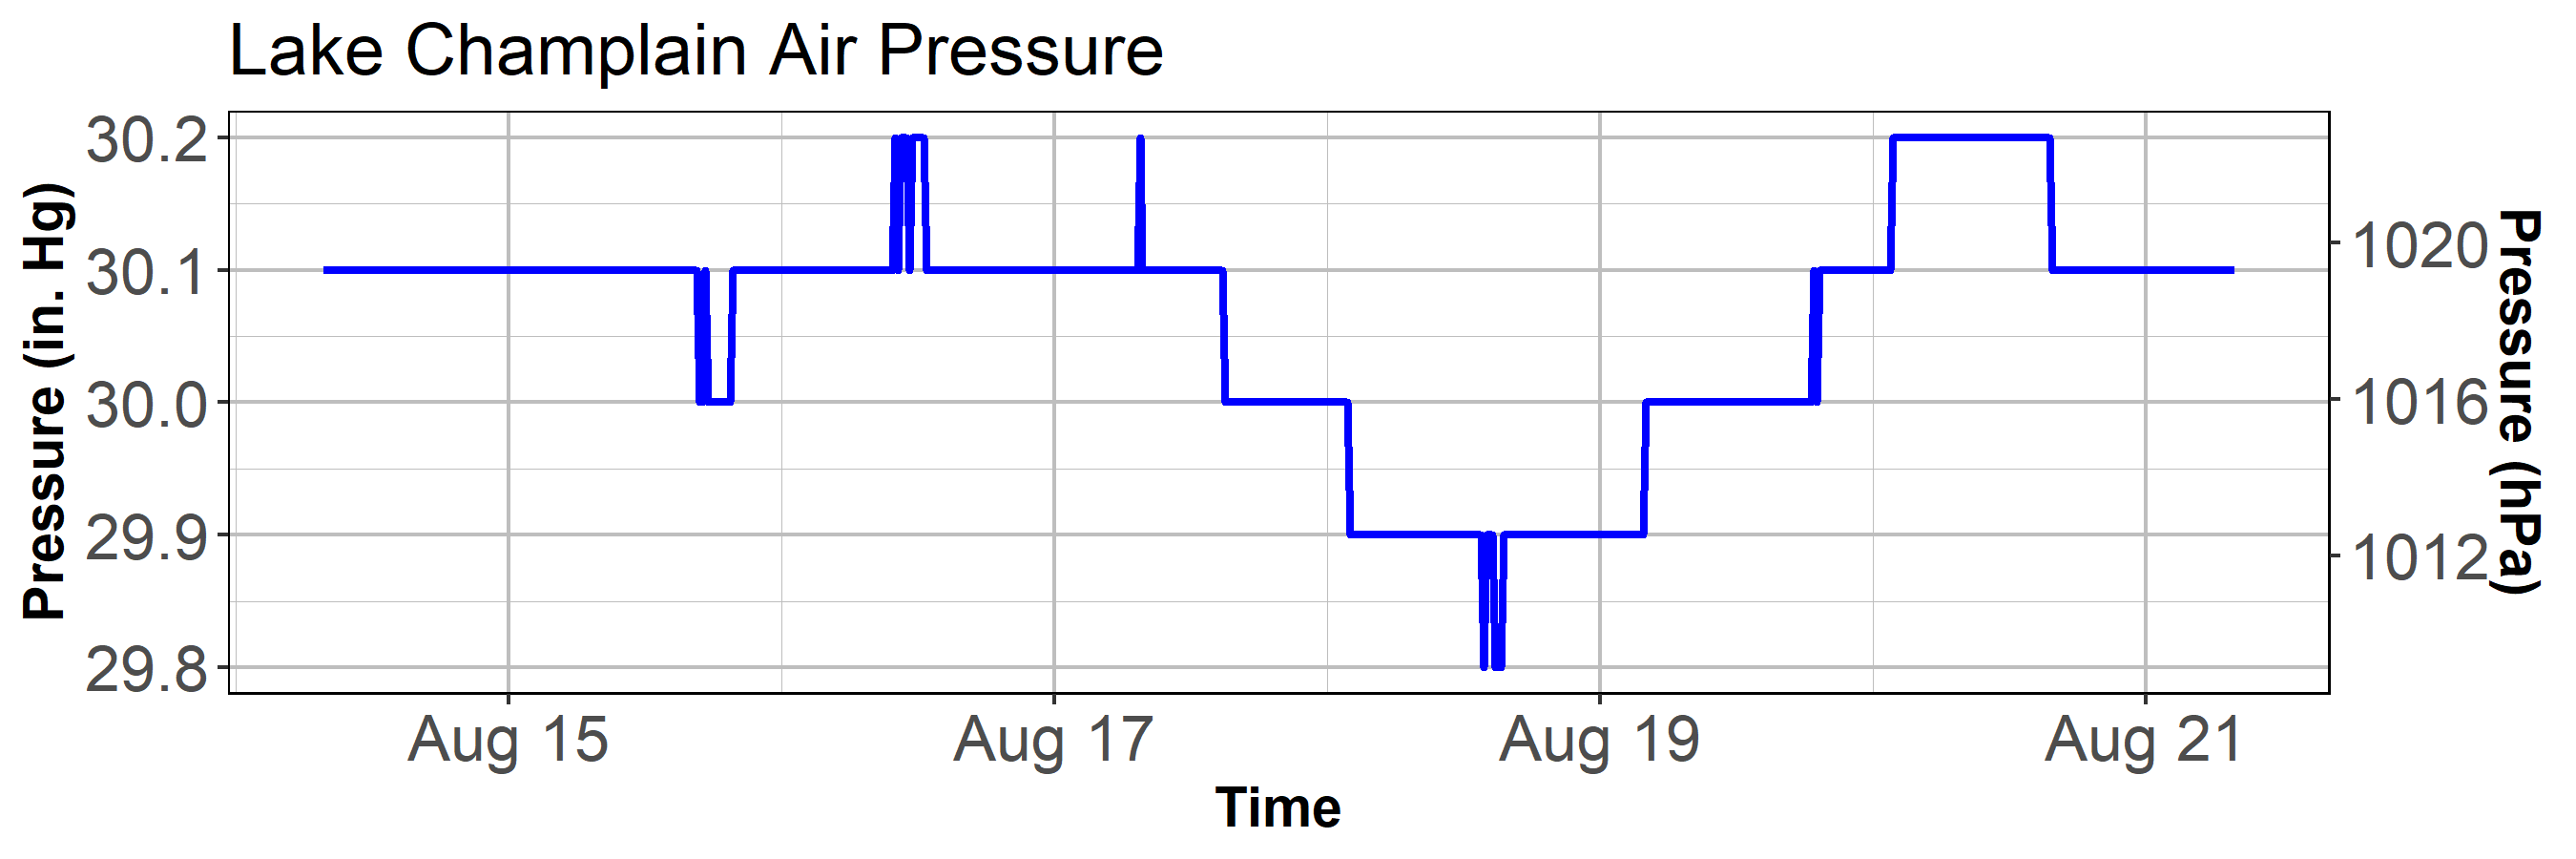 Lake Champlain Air Pressure
Pressure (in. Hg)
30.2
30.1
30.0
29.9
29.8
1020
1016
1012
Pressure (hPa)
Aug 15 Aug 17 Aug 19 Aug 21
Time